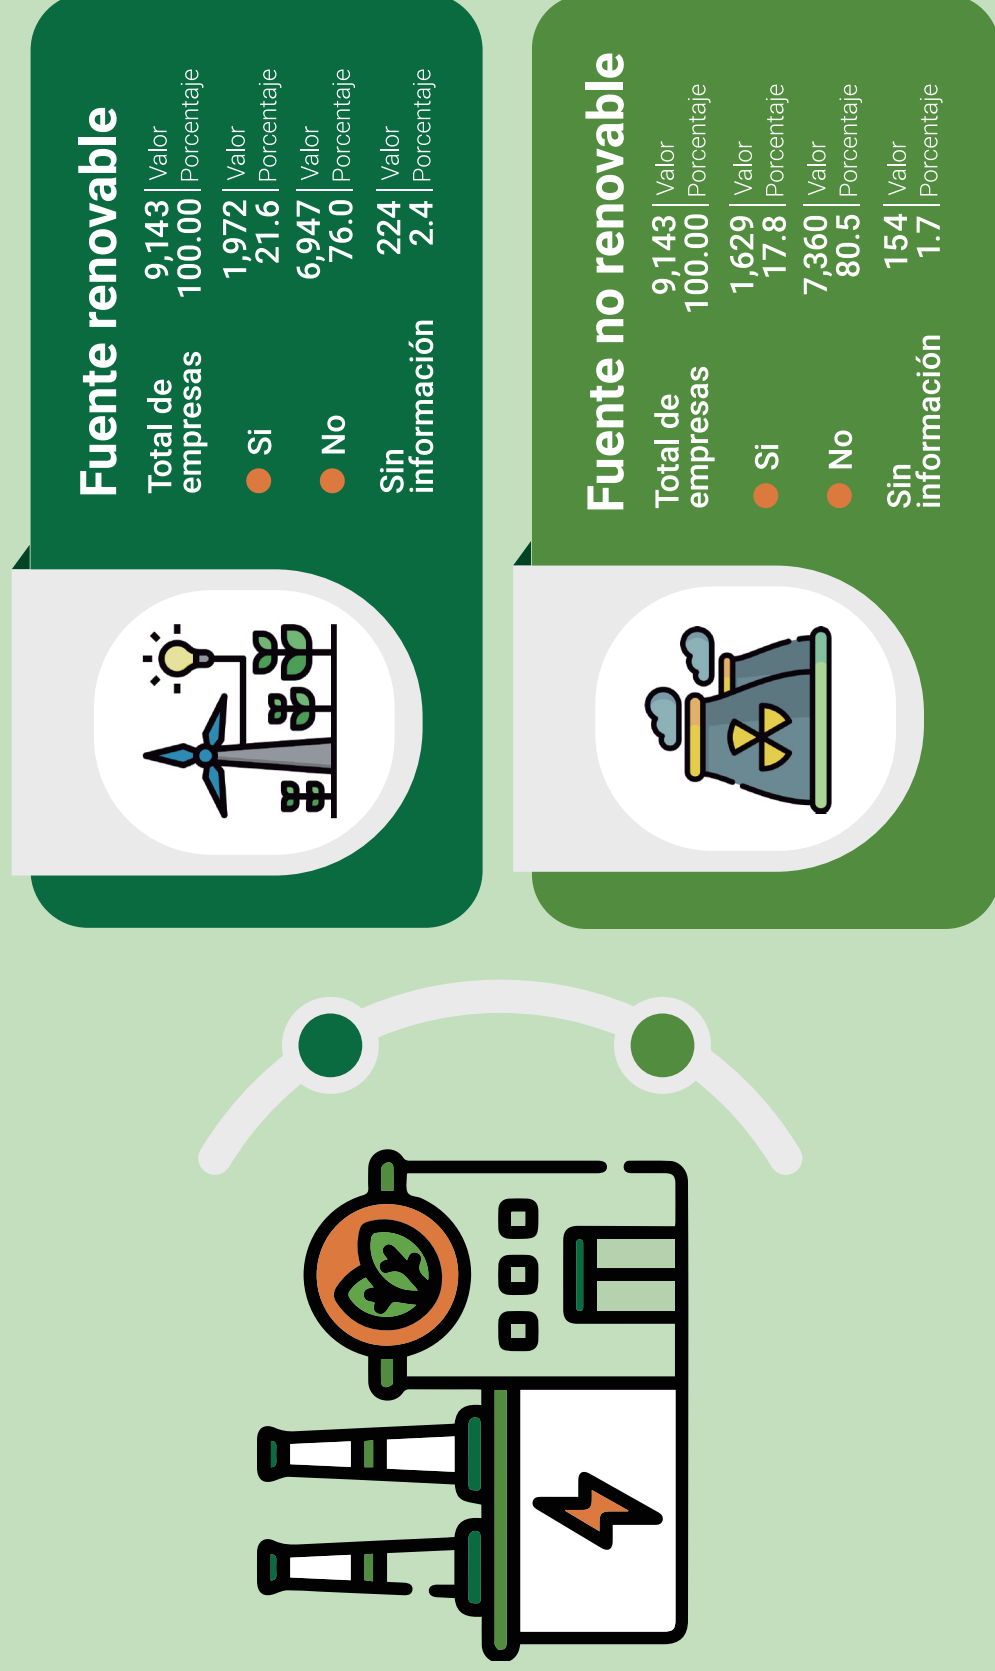 Fuente renovable
Total de
empresas
9,143 Valor
100.00 Porcentaje
Si
1,972 Valor
21.6 Porcentaje
No
6,947 Valor
76.0 Porcentaje
Sin
información
224 Valor
2.4 Porcentaje
Fuente no renovable
Total de
empresas
9,143 Valor
100.00 Porcentaje
Si
1,629 Valor
17.8 Porcentaje
No
7,360 Valor
80.5 Porcentaje
Sin
información
154 Valor
1.7 Porcentaje